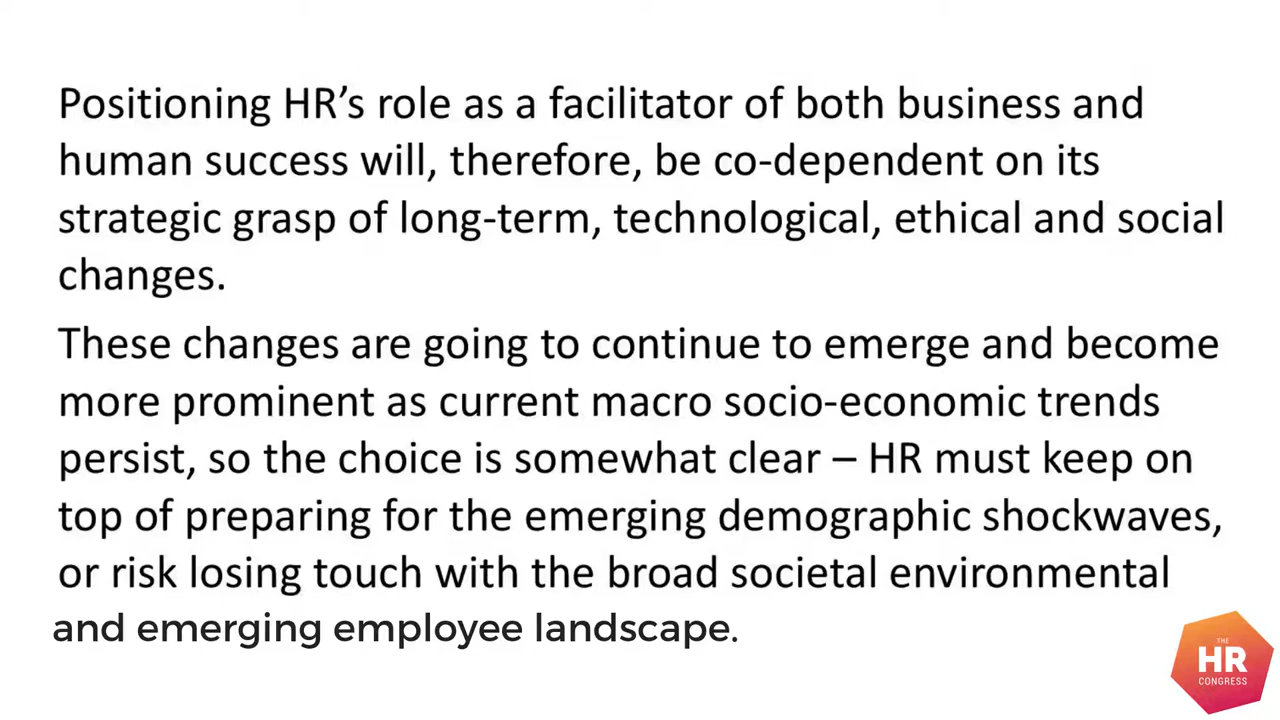 Positioning HR’s role as a facilitator of both business and
human success will, therefore, be co-dependent on its
strategic grasp of long-term, technological, ethical and social
changes.
These changes are going to continue to emerge and become
more prominent as current macro socio-economic trends
persist, so the choice is somewhat clear – HR must keep on
top of preparing for the emerging demographic shockwaves,
or risk losing touch with the broad societal environmental
and emerging employee landscape.
THE
HR
CONGRESS